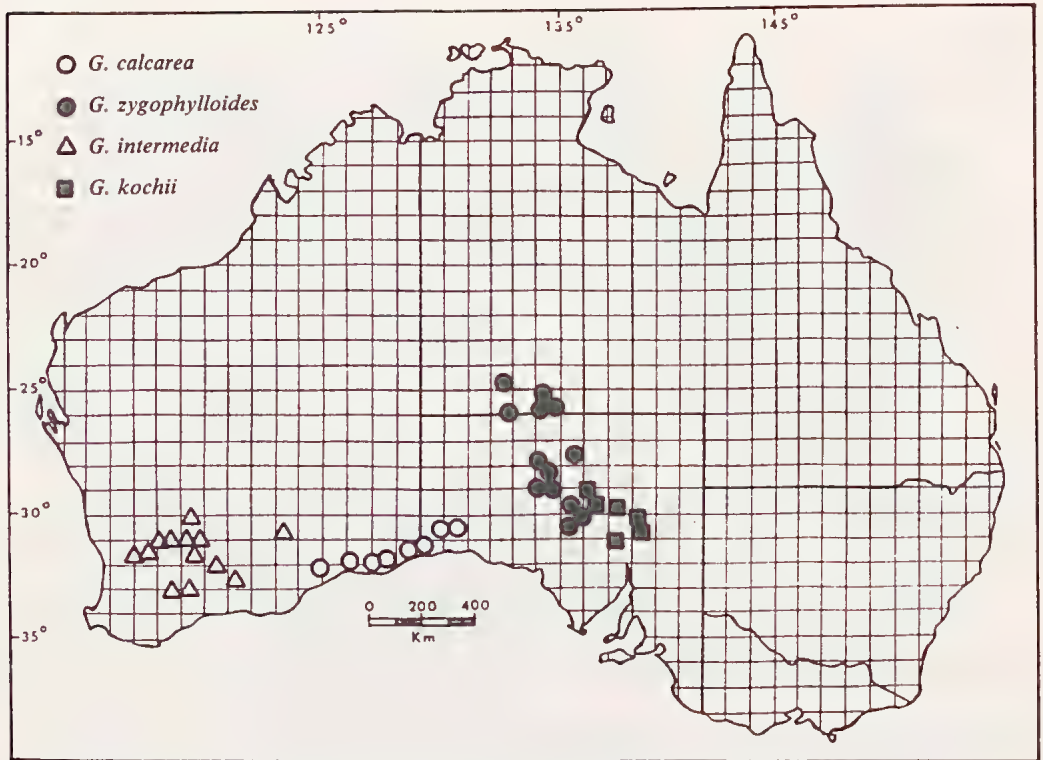 125° 135° 145°
G. calcarea
G. zygophylloides
G. intermedia
G. kochii
15°
20°
25°
30°
35°
0 200 400
Km